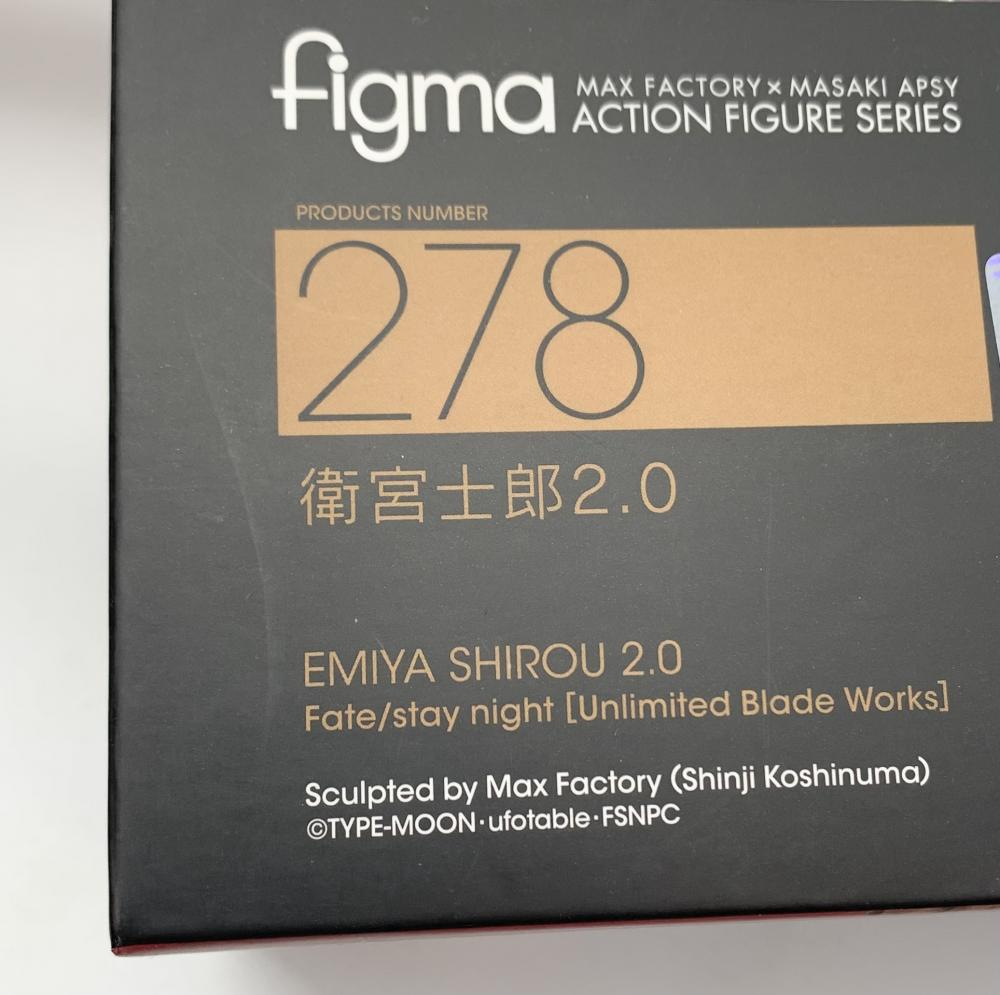 figma
MAX FACTORY×MASAKI APSY
ACTION FIGURE SERIES
PRODUCTS NUMBER
278
衛宮士郎2.0
EMIYA SHIROU 2.0
Fate/stay night [Unlimited Blade Works]
Sculpted by Max Factory (Shinji Koshinuma)
©TYPE-MOON·ufotable·FSNPC